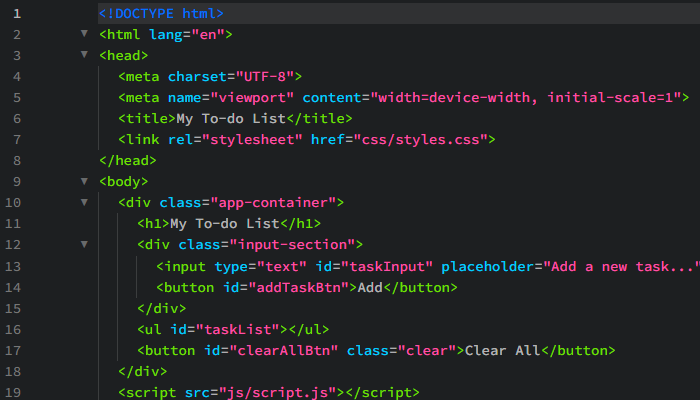 1 <!DOCTYPE html>
2 <html lang="en">
3 <head>
4 <meta charset="UTF-8">
5 <meta name="viewport" content="width=device-width, initial-scale=1">
6 <title>My To-do List</title>
7 <link rel="stylesheet" href="css/styles.css">
8 </head>
9 <body>
10 <div class="app-container">
11 <h1>My To-do List</h1>
12 <div class="input-section">
13 <input type="text" id="taskInput" placeholder="Add a new task..."
14 <button id="addTaskBtn">Add</button>
15 </div>
16 <ul id="taskList"></ul>
17 <button id="clearAllBtn" class="clear">Clear All</button>
18 </div>
19 <script src="js/script.js"></script>